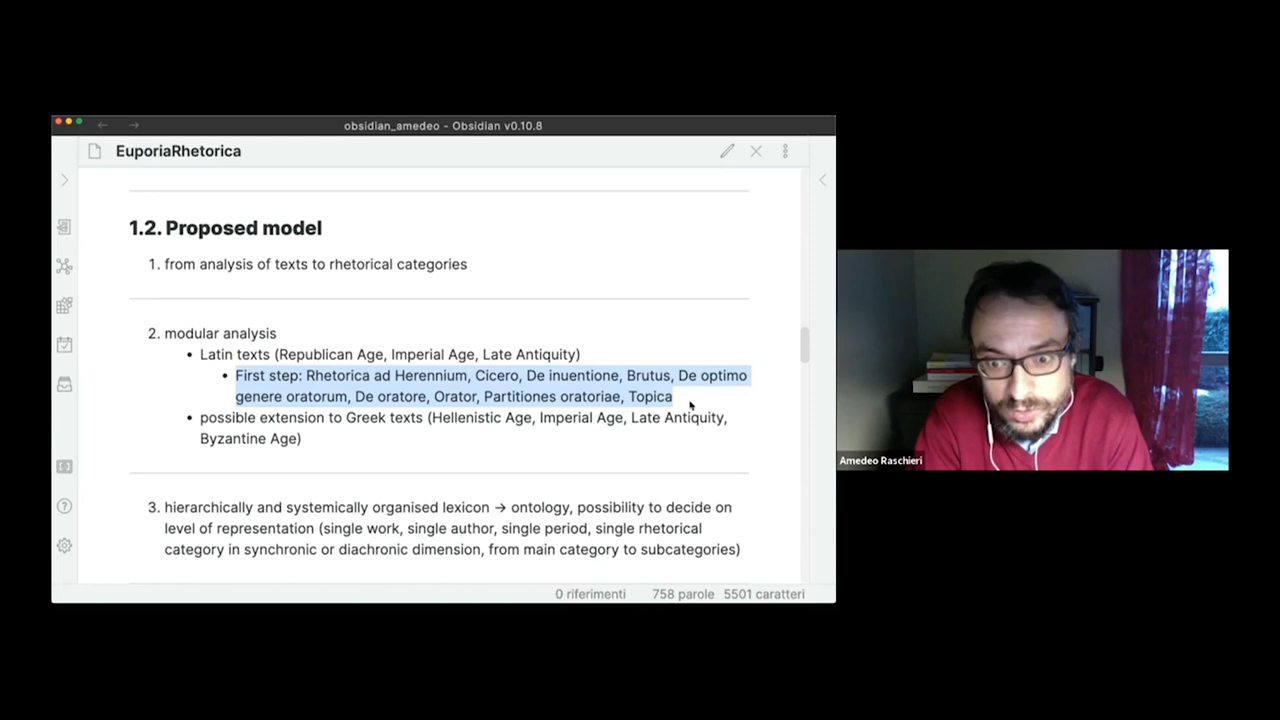 obsidian_amedeo - Obsidian v0.10.8
EuporiaRhetorica
1.2. Proposed model
1. from analysis of texts to rhetorical categories
2. modular analysis
• Latin texts (Republican Age, Imperial Age, Late Antiquity)
• First step: Rhetorica ad Herennium, Cicero, De inuentione, Brutus, De optimo
genere oratorum, De oratore, Orator, Partitiones oratoriae, Topica
• possible extension to Greek texts (Hellenistic Age, Imperial Age, Late Antiquity,
Byzantine Age)
3. hierarchically and systemically organised lexicon → ontology, possibility to decide on
level of representation (single work, single author, single period, single rhetorical
category in synchronic or diachronic dimension, from main category to subcategories)
0 riferimenti 758 parole 5501 caratteri
Amedeo Raschieri